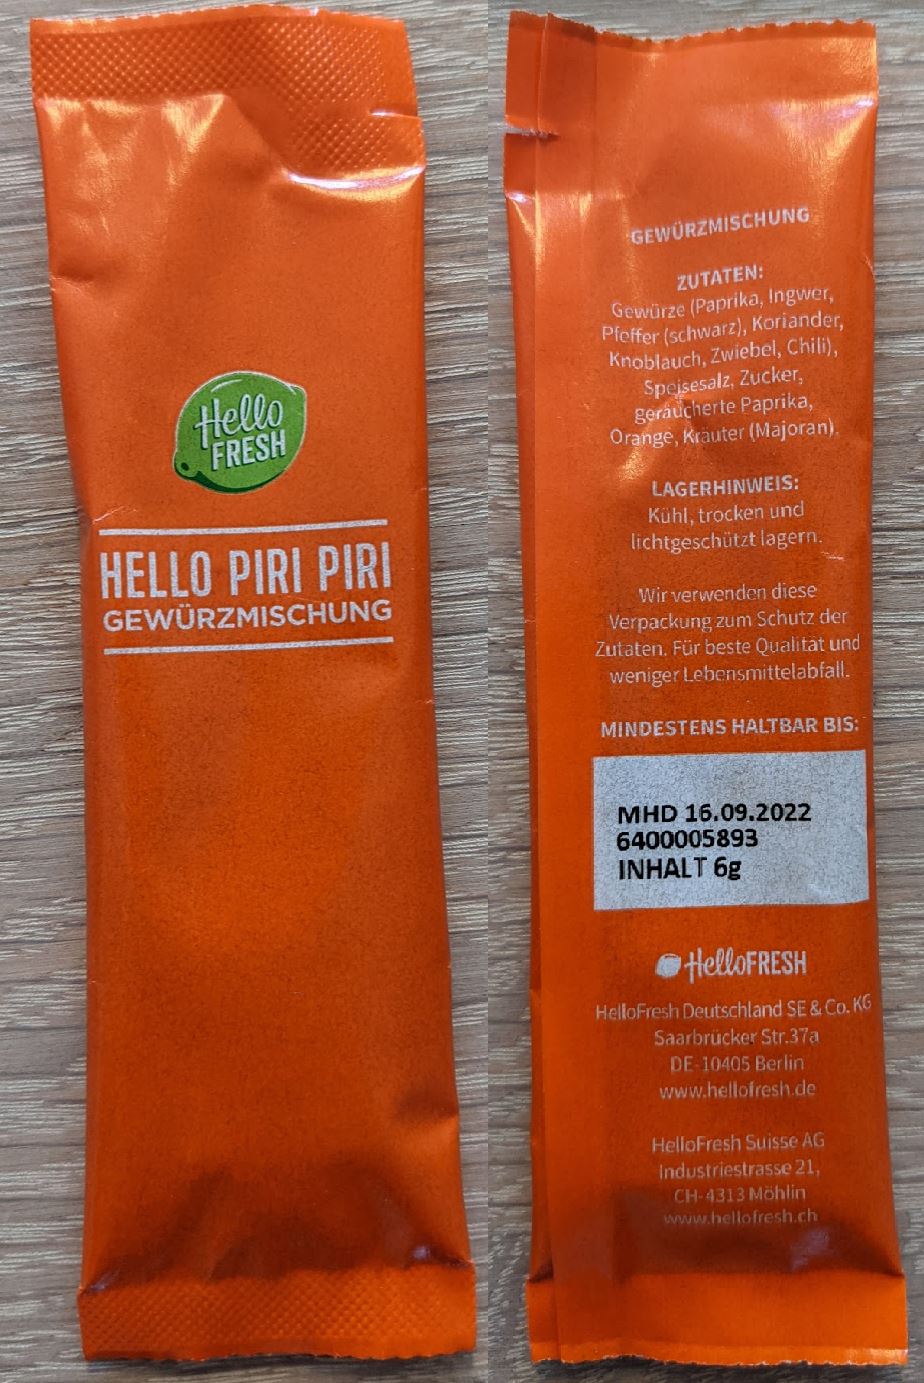 Hello
FRESH
HELLO PIRI PIRI
GEWÜRZMISCHUNG
GEWÜRZMISCHUNG
ZUTATEN:
Gewürze (Paprika, Ingwer,
Pfeffer (schwarz), Koriander,
Knoblauch, Zwiebel, Chili),
Speisesalz, Zucker,
geräucherte Paprika,
Orange, Kräuter (Majoran).
LAGERHINWEIS:
Kühl, trocken und
lichtgeschützt lagern.
Wir verwenden diese
Verpackung zum Schutz der
Zutaten. Für beste Qualität und
weniger Lebensmittelabfall.
MINDESTENS HALTBAR BIS:
MHD 16.09.2022
6400005893
INHALT 6g
HelloFRESH
HelloFresh Deutschland SE & Co. KG
Saarbrücker Str.37a
DE-10405 Berlin
www.hellofresh.de
HelloFresh Suisse AG
Industriestrasse 21,
CH-4313 Möhlin
www.hellofresh.ch